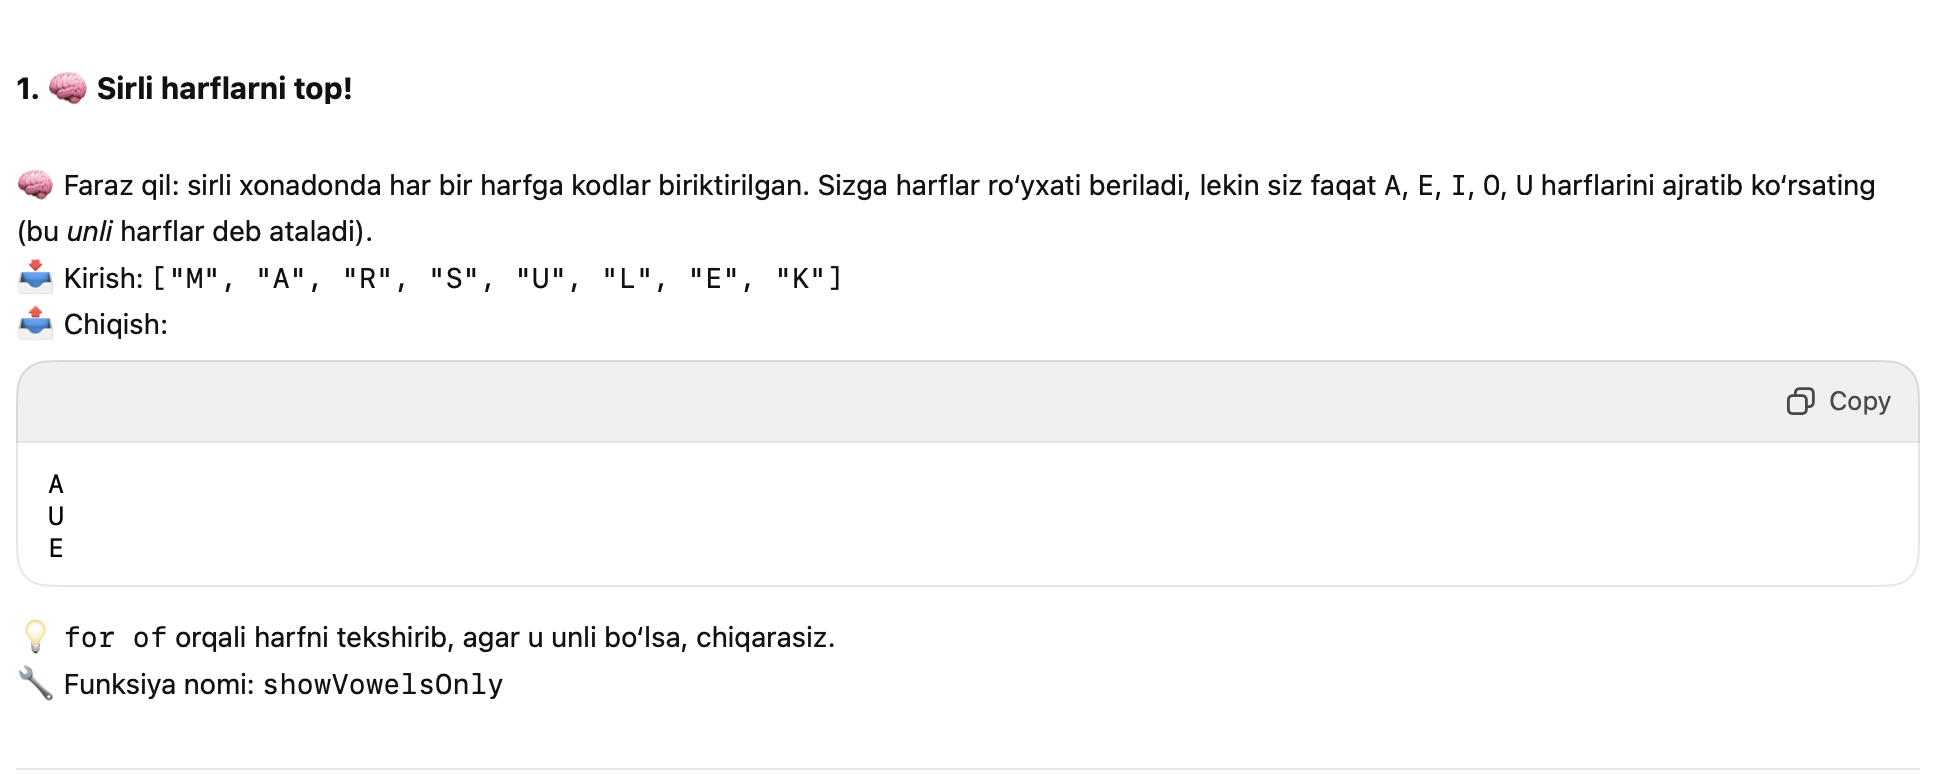 1. 🧠 Sirli harflarni top!
🧠 Faraz qil: sirli xonadonda har bir harfga kodlar biriktirilgan. Sizga harflar ro‘yxati beriladi, lekin siz faqat A, E, I, O, U harflarini ajratib ko‘rsating
(bu unli harflar deb ataladi).
📥 Kirish: ["M", "A", "R", "S", "U", "L", "E", "K"]
📤 Chiqish:
Copy
A
U
E
💡 for of orqali harfni tekshirib, agar u unli bo‘lsa, chiqarasiz.
🔧 Funksiya nomi: showVowelsOnly